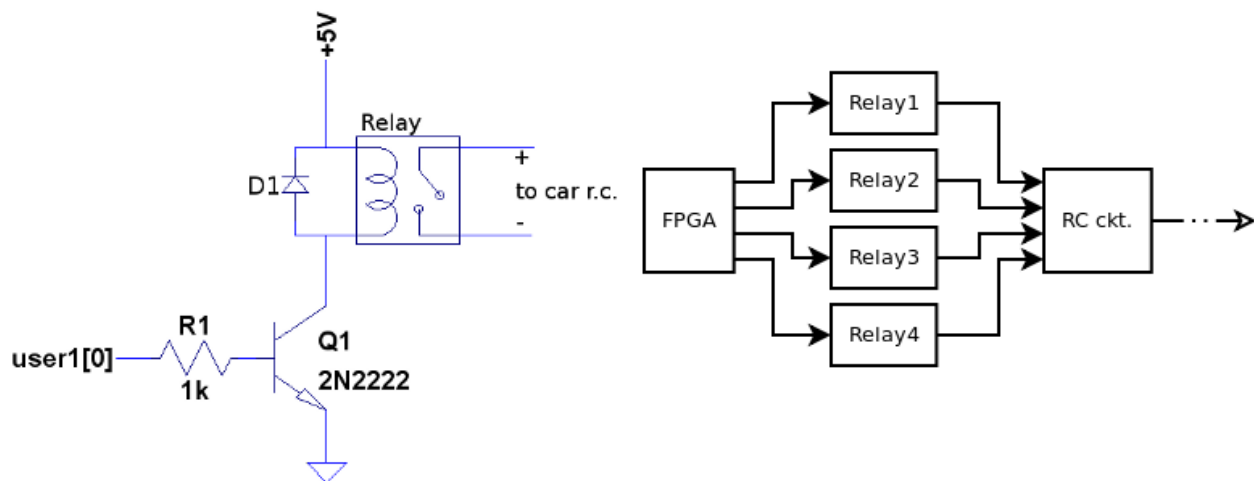 +5V
Relay
D1
+
to car r.c.
-
R1
user1[0]
1k
Q1
2N2222
FPGA
Relay1
Relay2
Relay3
Relay4
RC ckt.